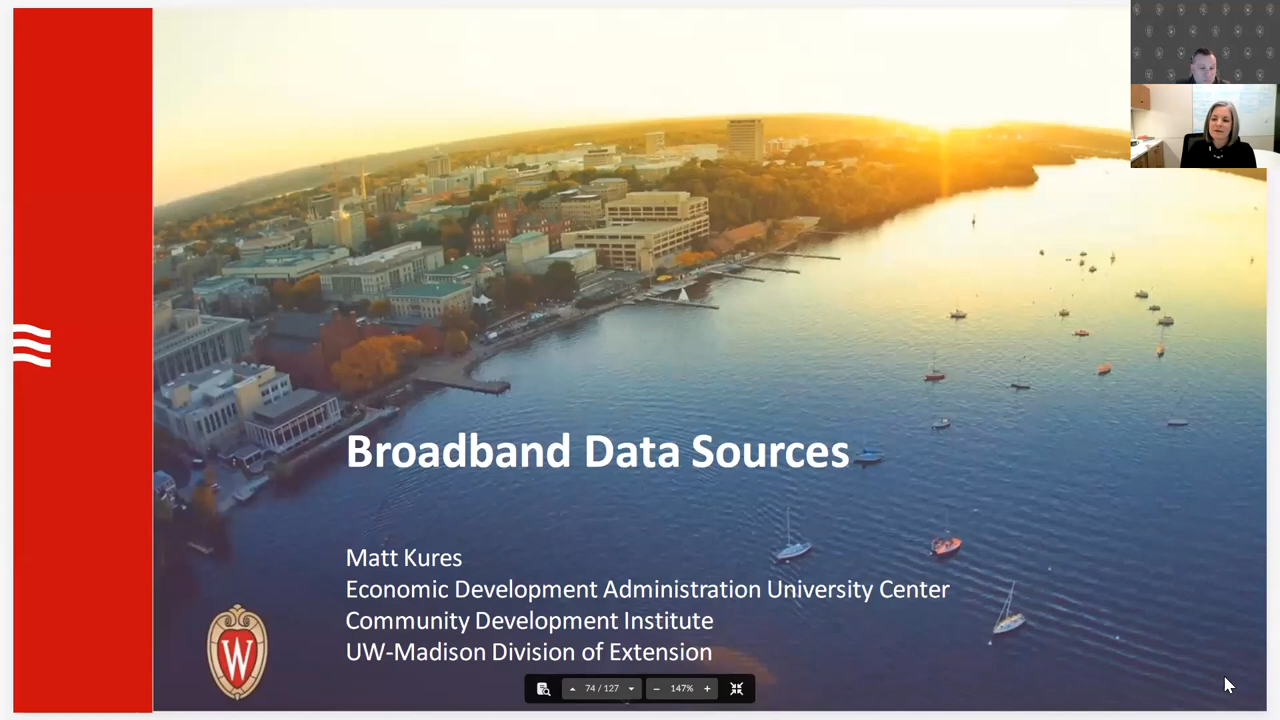 Broadband Data Sources
Matt Kures
Economic Development Administration University Center
Community Development Institute
UW-Madison Division of Extension
W
74 / 127
147%